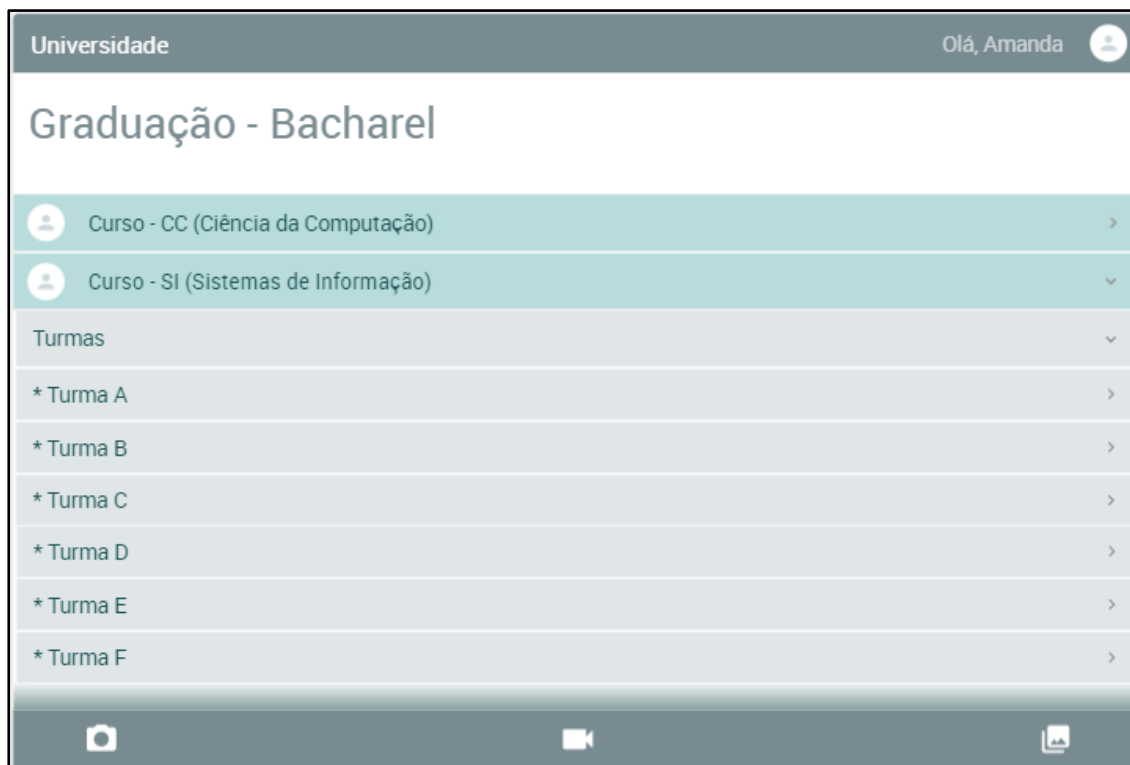 Universidade
Olá, Amanda
Graduação - Bacharel
Curso - CC (Ciência da Computação)
Curso - SI (Sistemas de Informação)
Turmas
* Turma A
* Turma B
* Turma C
* Turma D
* Turma E
* Turma F